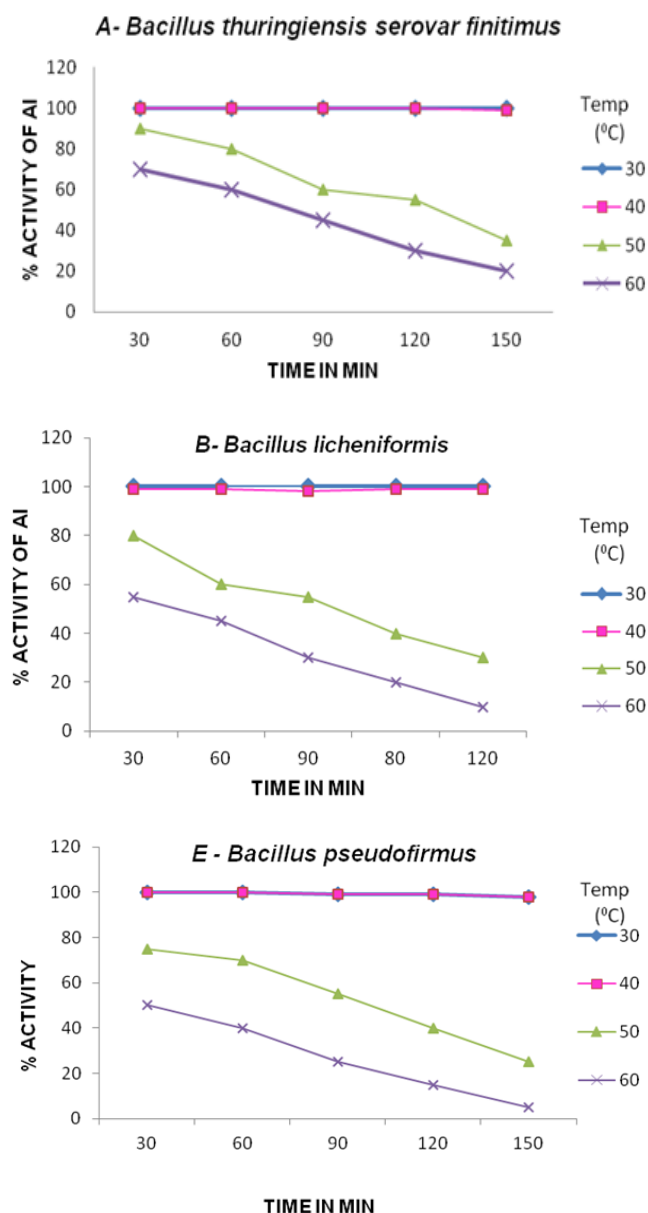 A- Bacillus thuringiensis serovar finitimus
120
100
80
60
40
20
0
% ACTIVITY OF AI
30 60 90 120 150
TIME IN MIN
Temp
(⁰C)
30
40
50
60
B- Bacillus licheniformis
120
100
80
60
40
20
0
% ACTIVITY OF AI
30 60 90 80 120
TIME IN MIN
Temp
(⁰C)
30
40
50
60
E - Bacillus pseudofirmus
120
100
80
60
40
20
0
% ACTIVITY
30 60 90 120 150
TIME IN MIN
Temp
(⁰C)
30
40
50
60